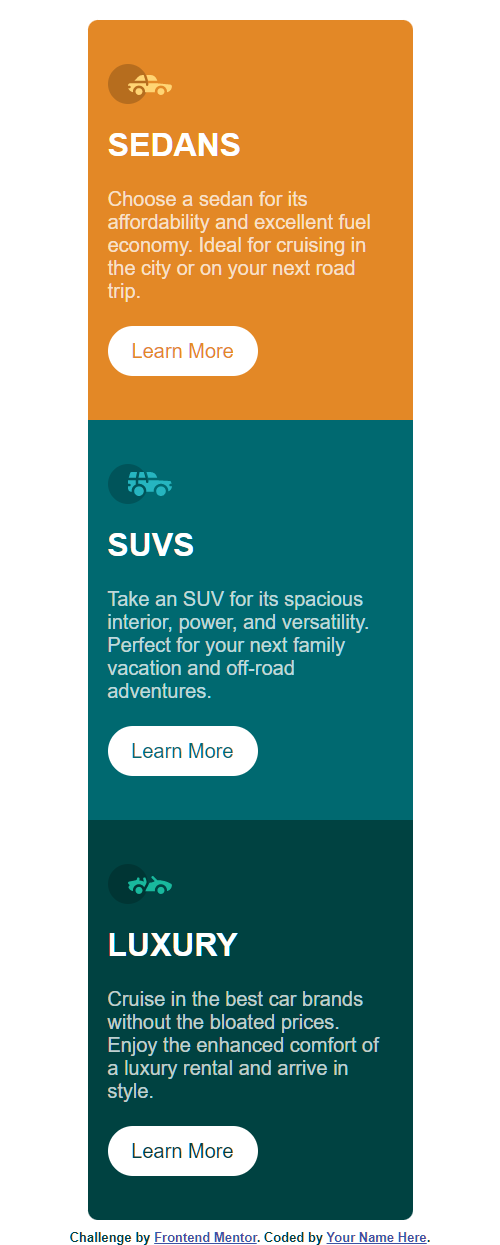 SEDANS
Choose a sedan for its
affordability and excellent fuel
economy. Ideal for cruising in
the city or on your next road
trip.
Learn More
SUVS
Take an SUV for its spacious
interior, power, and versatility.
Perfect for your next family
vacation and off-road
adventures.
Learn More
LUXURY
Cruise in the best car brands
without the bloated prices.
Enjoy the enhanced comfort of
a luxury rental and arrive in
style.
Learn More
Challenge by Frontend Mentor. Coded by Your Name Here.